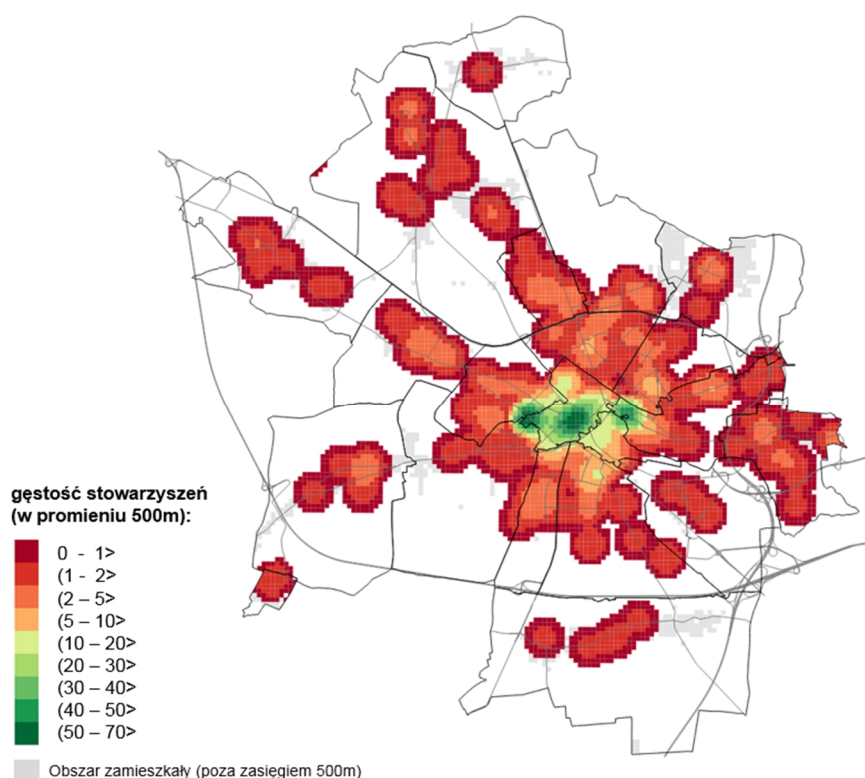 gęstość stowarzyszeń
(w promieniu 500m):
0 - 1>
(1 - 2>
(2 – 5>
(5 – 10>
(10 – 20>
(20 – 30>
(30 – 40>
(40 – 50>
(50 – 70>
Obszar zamieszkały (poza zasięgiem 500m)